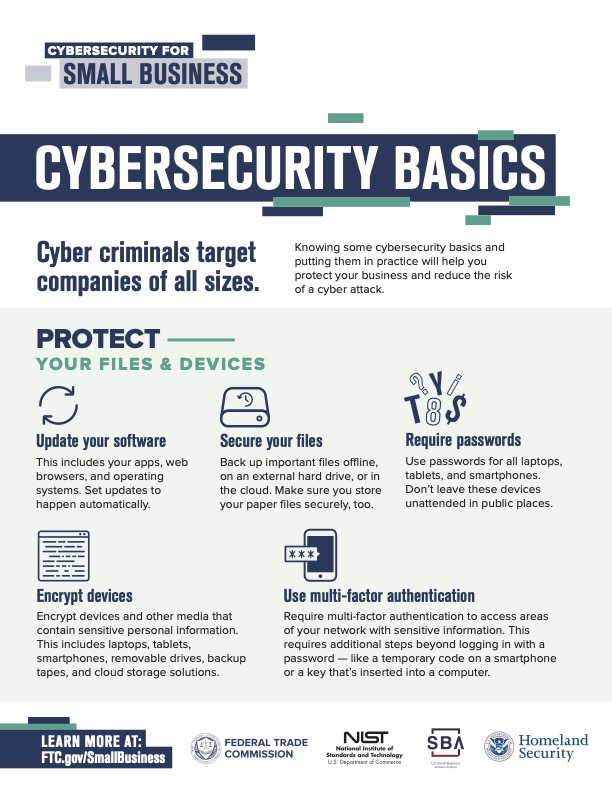 CYBERSECURITY FOR
SMALL BUSINESS
CYBERSECURITY BASICS
Cyber criminals target
companies of all sizes.
Knowing some cybersecurity basics and
putting them in practice will help you
protect your business and reduce the risk
of a cyber attack.
PROTECT
YOUR FILES & DEVICES
Update your software
This includes your apps, web
browsers, and operating
systems. Set updates to
happen automatically.
Secure your files
Back up important files offline,
on an external hard drive, or in
the cloud. Make sure you store
your paper files securely, too.
?Y/
T8$
Require passwords
Use passwords for all laptops,
tablets, and smartphones.
Don’t leave these devices
unattended in public places.
Encrypt devices
Encrypt devices and other media that
contain sensitive personal information.
This includes laptops, tablets,
smartphones, removable drives, backup
tapes, and cloud storage solutions.
***
Use multi-factor authentication
Require multi-factor authentication to access areas
of your network with sensitive information. This
requires additional steps beyond logging in with a
password — like a temporary code on a smartphone
or a key that’s inserted into a computer.
LEARN MORE AT:
FTC.gov/SmallBusiness
FEDERAL TRADE
COMMISSION
NIST
National Institute of
Standards and Technology
U.S. Department of Commerce
SBA
U.S. Small Business
Administration
Homeland
Security